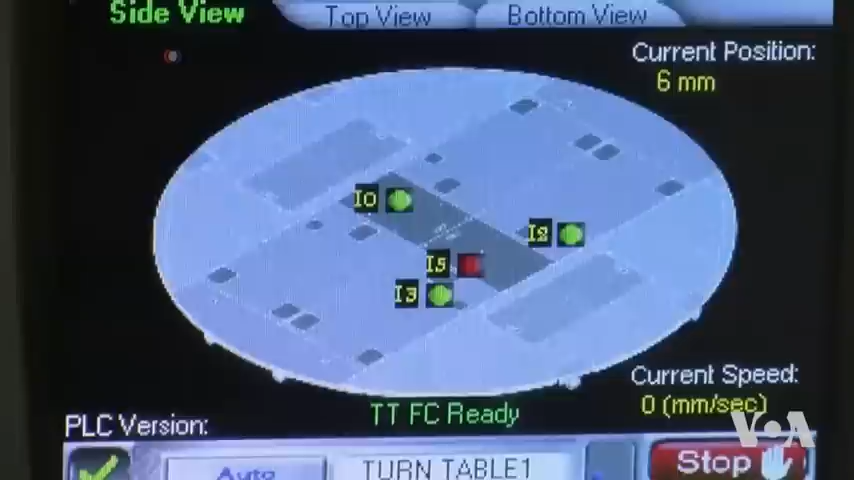 Side View
Top View
Bottom View
Current Position:
6 mm
I0
I2
I5
I3
Current Speed:
0 (mm/sec)
TT FC Ready
PLC Version:
VOA
Auto
TURN TABLE1
Stop